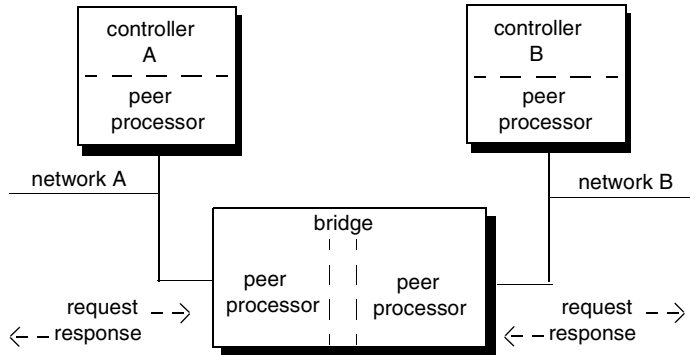 controller
A
peer
processor
controller
B
peer
processor
network A
network B
bridge
peer
processor
peer
processor
request
response
request
response